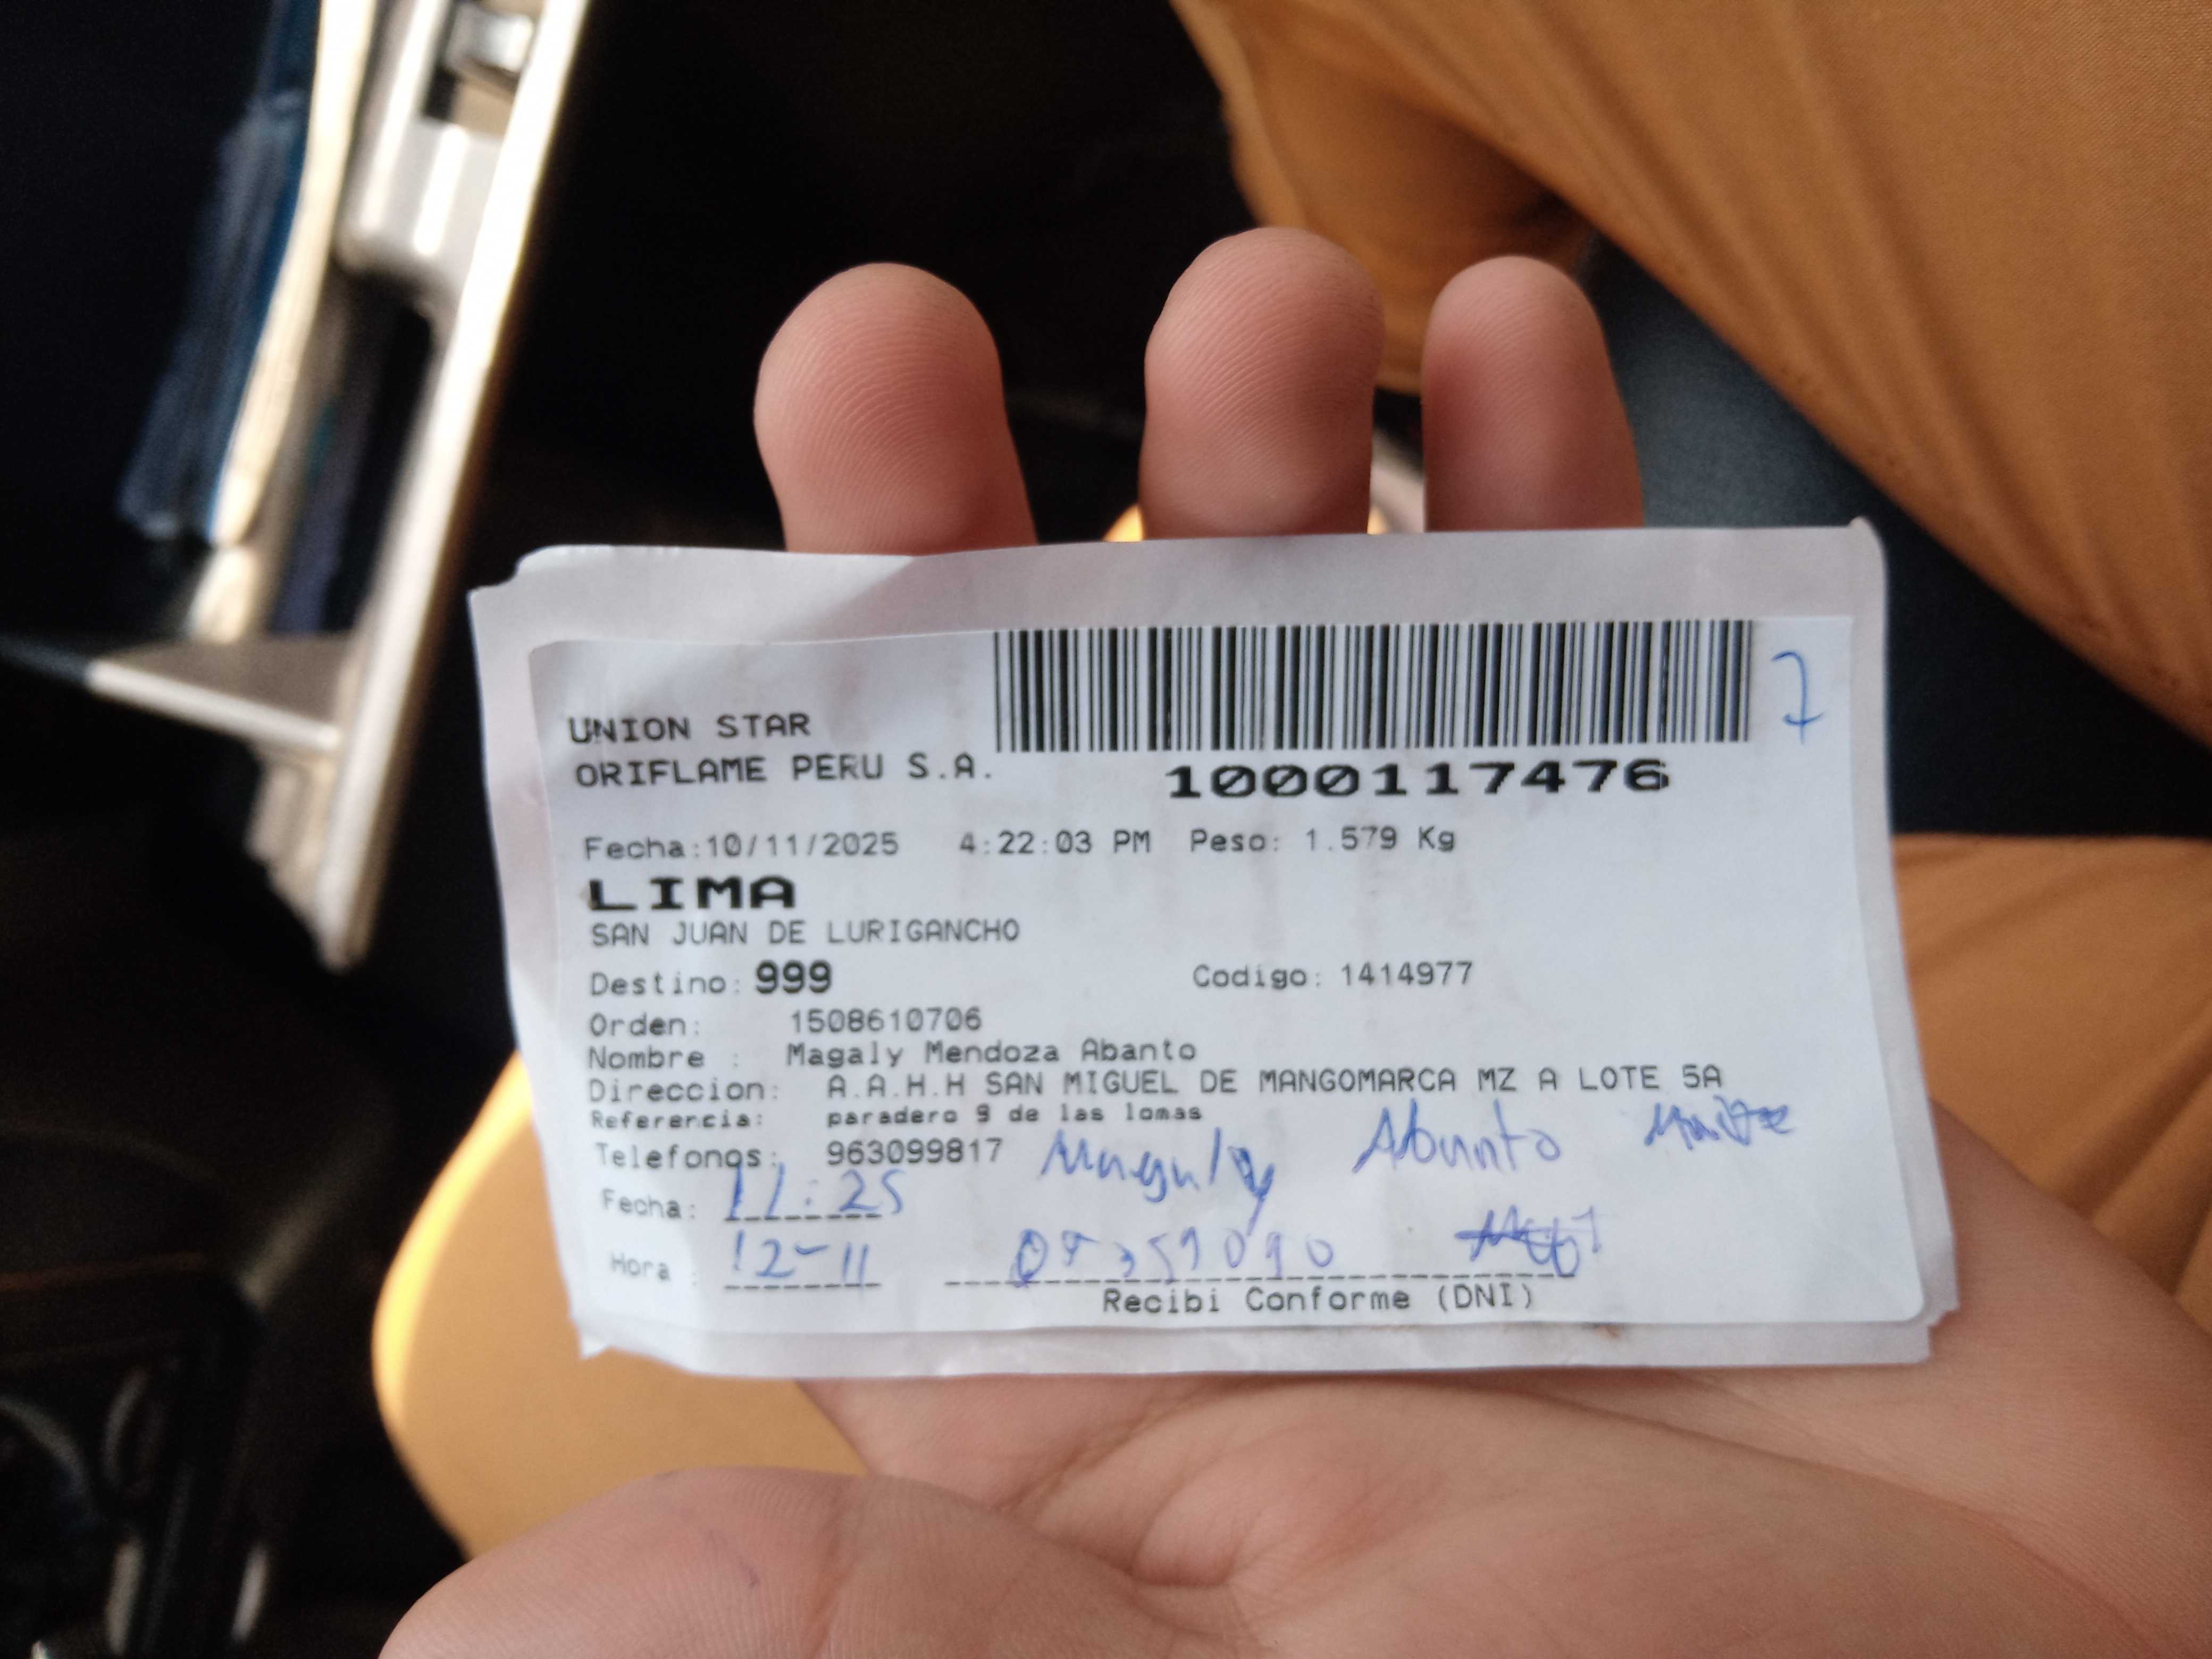 7
UNION STAR
ORIFLAME PERU S.A.
1000117476
Fecha:10/11/2025 4:22:03 PM Peso: 1.579 Kg
LIMA
SAN JUAN DE LURIGANCHO
Destino: 999 Codigo: 1414977
Orden: 1508610706
Nombre : Magaly Mendoza Abanto
Direccion: A.A.H.H SAN MIGUEL DE MANGOMARCA MZ A LOTE 5A
Referencia: paradero 9 de las lomas
Telefonos: 963099817 Magaly Abanto
Fecha: 11:25
Hora : 12-11
Recibi Conforme (DNI)